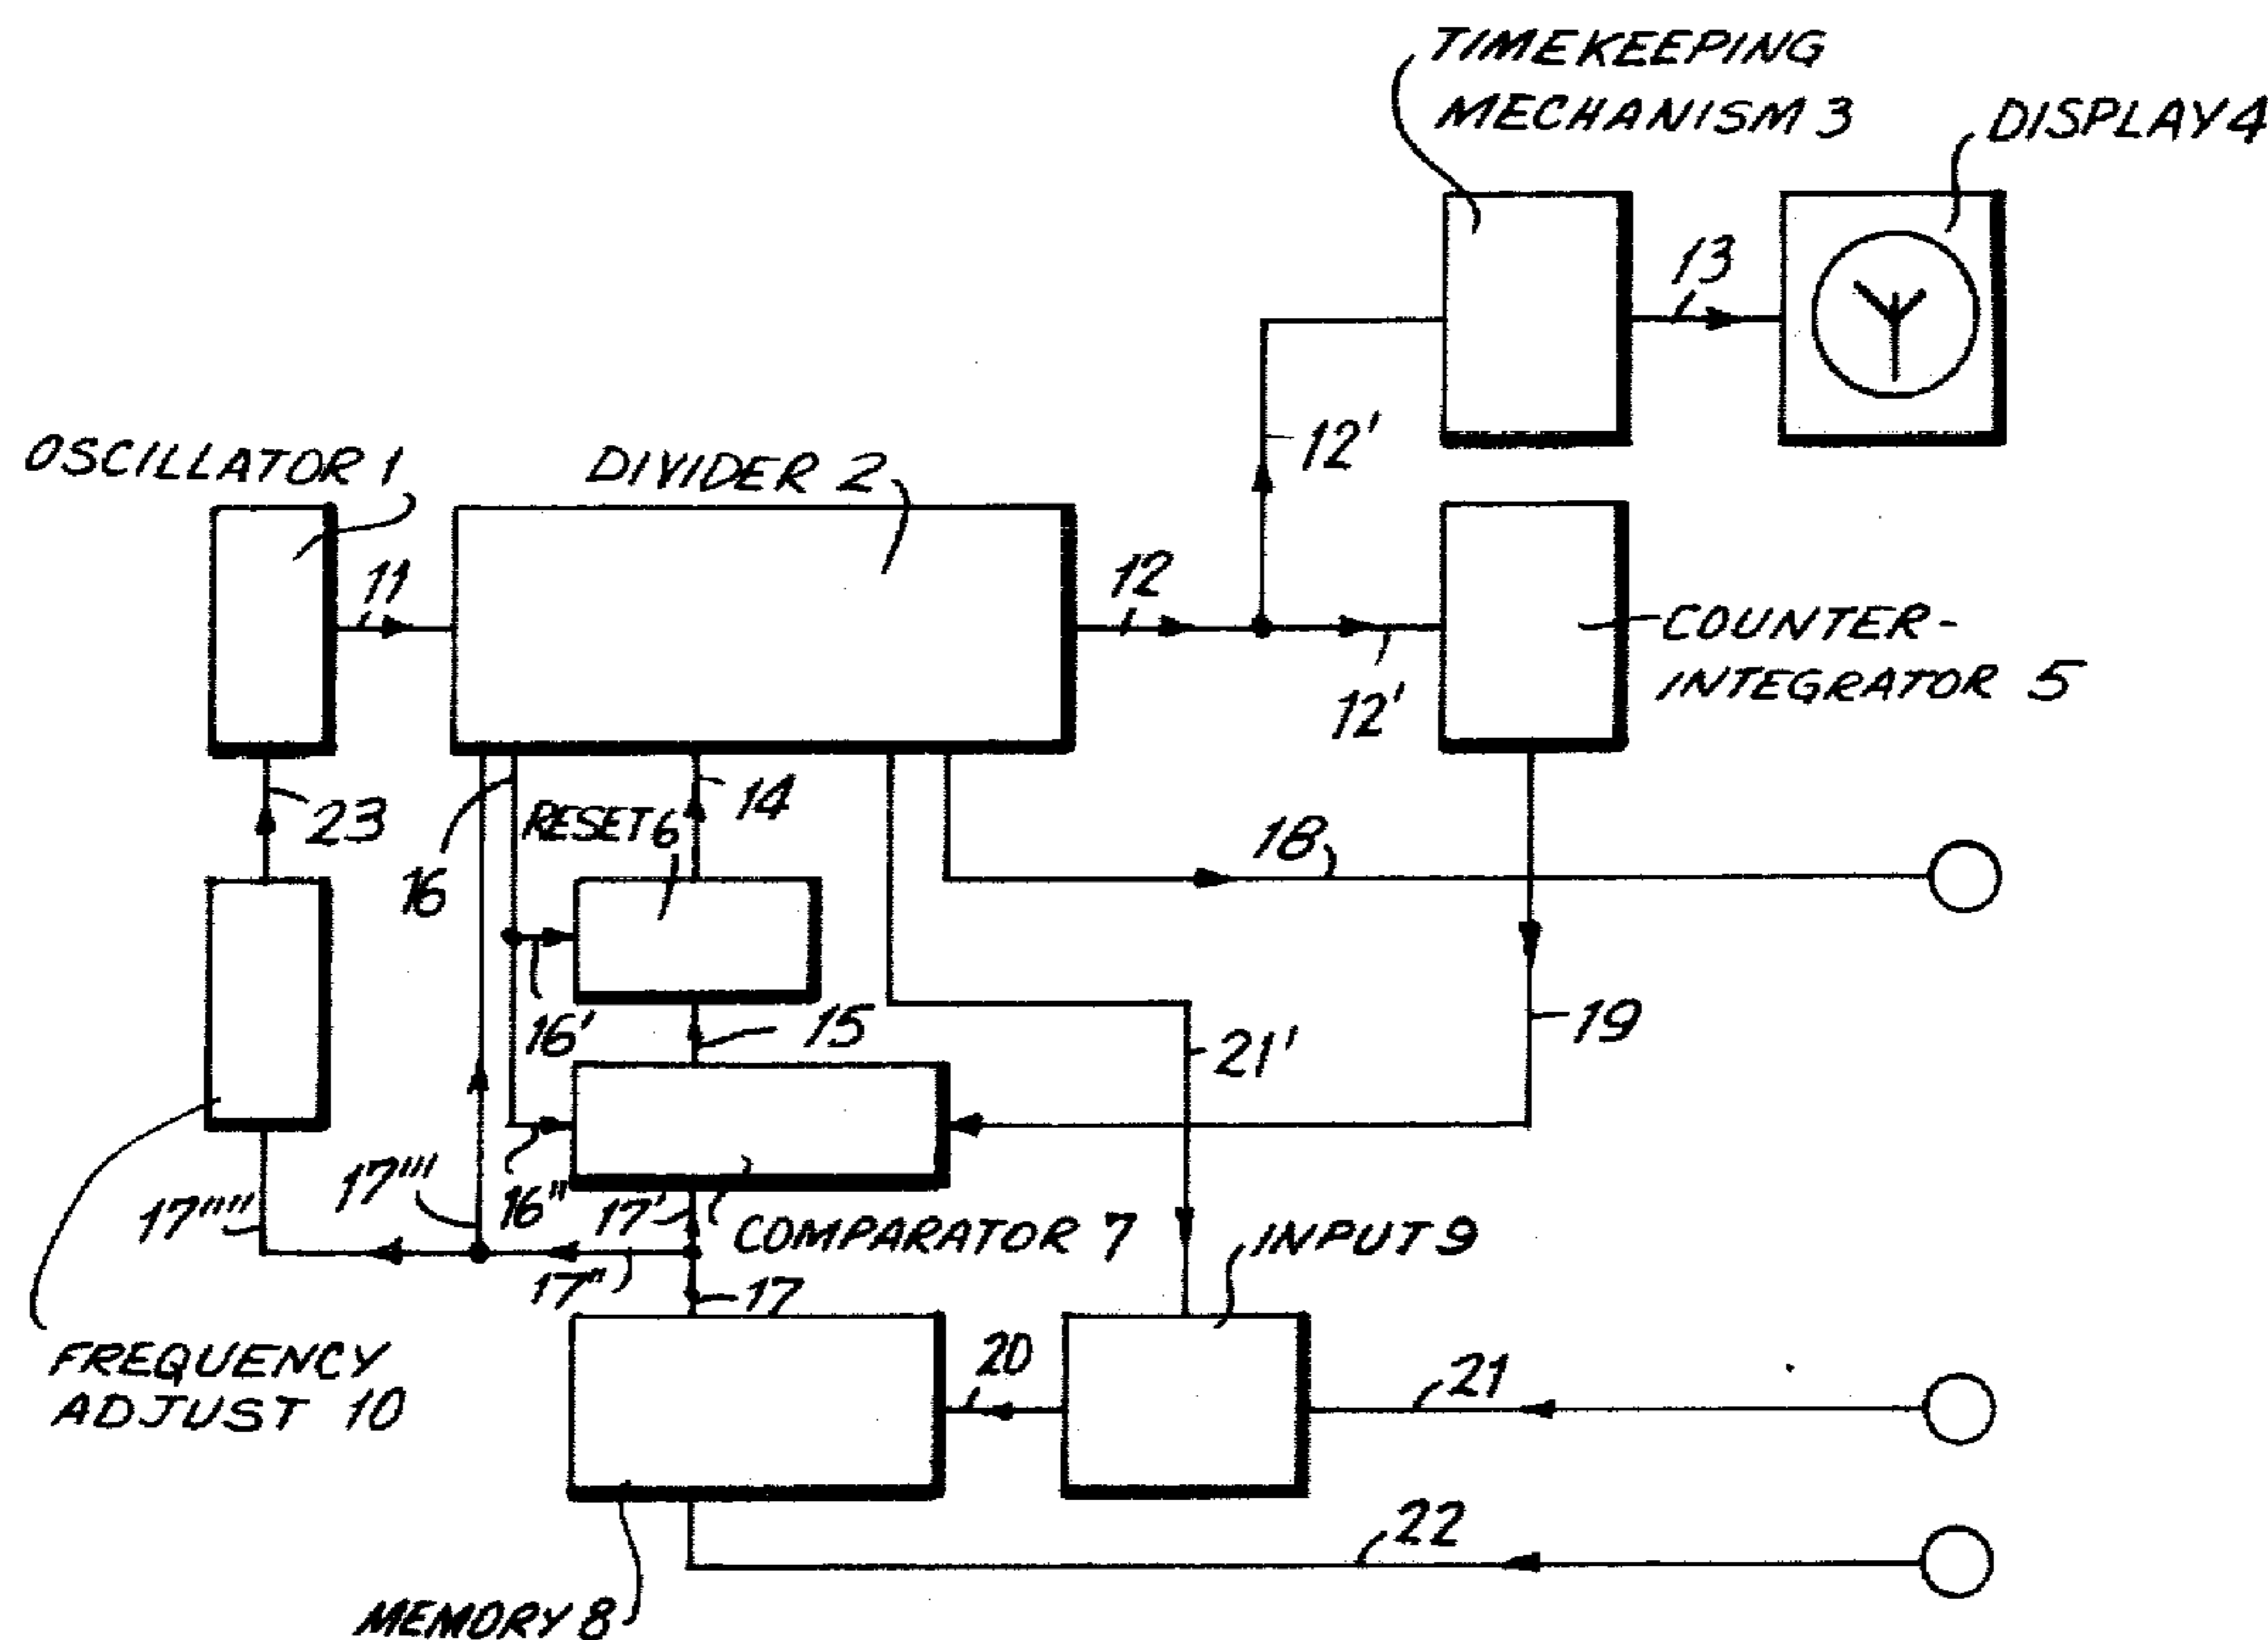 TIMEKEEPING
MECHANISM 3
DISPLAY 4
13
12'
OSCILLATOR 1
DIVIDER 2
11
12
12'
COUNTER-
INTEGRATOR 5
23
16
RESET 6
14
18
16'
15
19
21'
17''''
17'''
16"
17'
COMPARATOR 7
INPUT 9
17"
17
FREQUENCY
ADJUST 10
20
21
22
MEMORY 8